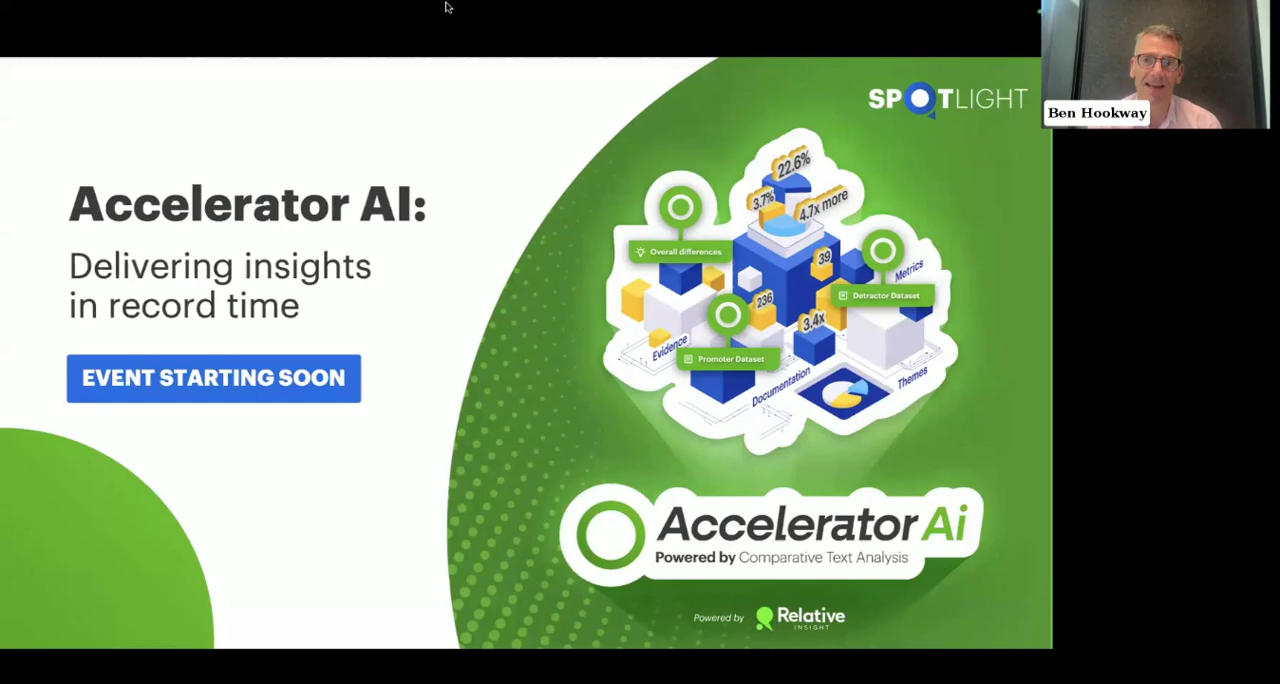 SPOTLIGHT
Ben Hookway
Accelerator AI:
Delivering insights
in record time
EVENT STARTING SOON
22.6%
3.7%
4.7x more
Overall differences
39
Metrics
Detractor Dataset
236
3.4x
Evidence
Promoter Dataset
Documentation
Themes
Accelerator Ai
Powered by Comparative Text Analysis
Powered by Relative
INSIGHT